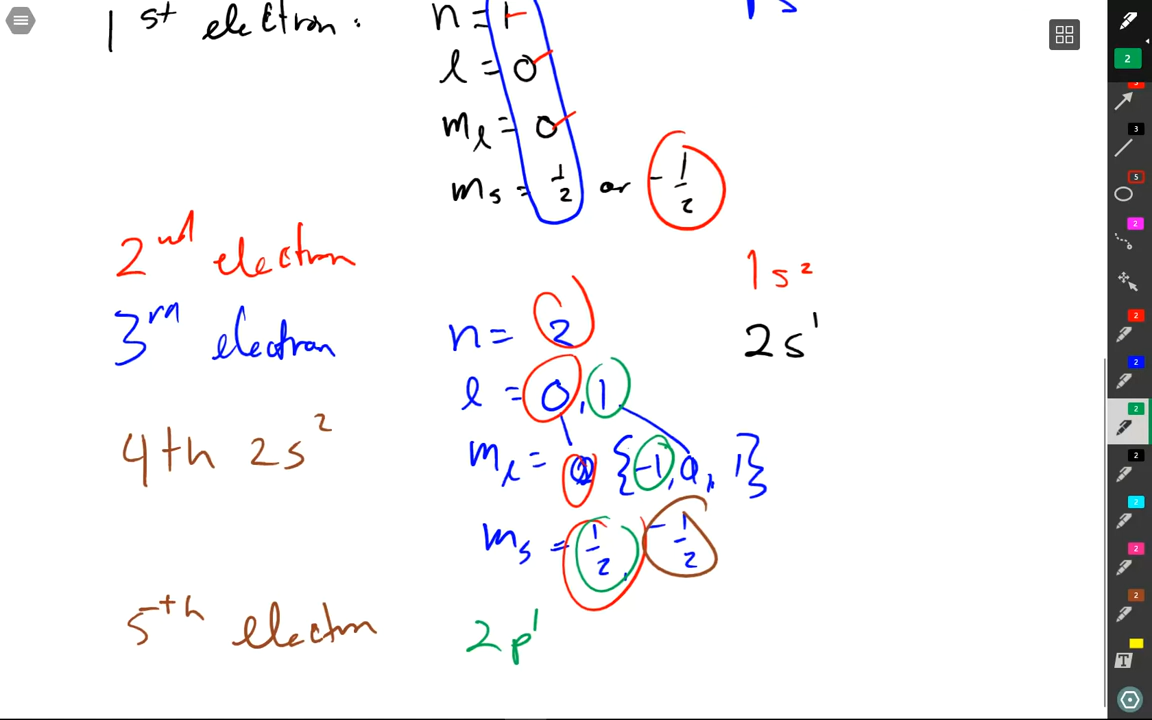 1st electron: n = 1 1s
l = 0
ml = 0
ms = 1/2 or -1/2
2nd electron 1s²
3rd electron n = 2 2s¹
l = 0, 1
4th 2s² ml = 0 {-1, 0, 1}
ms = 1/2, -1/2
5th electron 2p¹